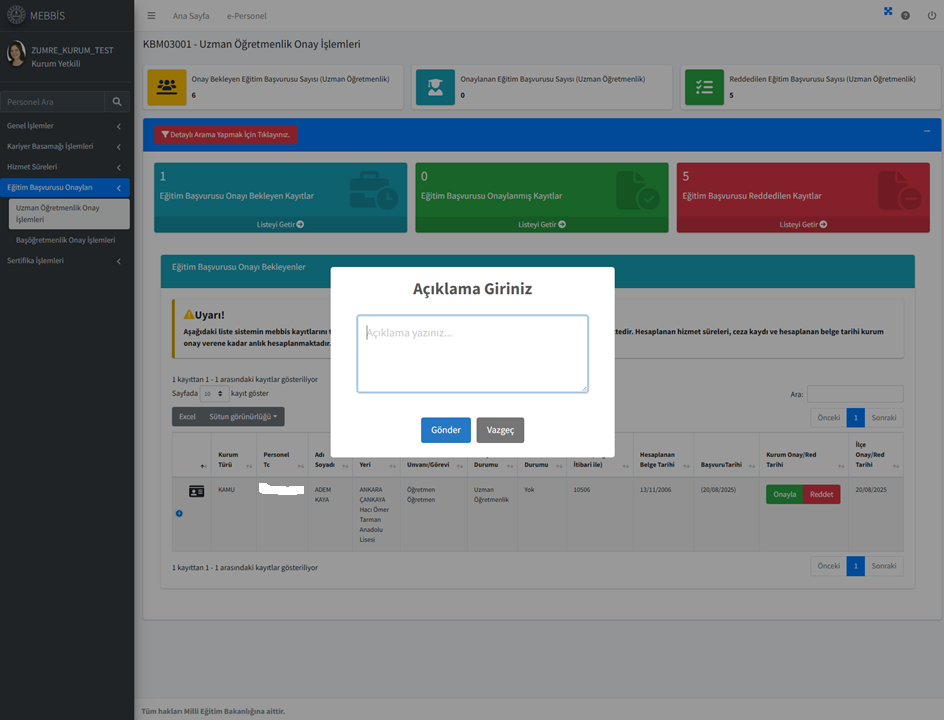 MEBBİS
Ana Sayfa
e-Personel
ZUMRE_KURUM_TEST
Kurum Yetkili
Personel Ara
Genel İşlemler
Kariyer Basamağı İşlemleri
Hizmet Süreleri
Eğitim Başvurusu Onayları
Uzman Öğretmenlik Onay
İşlemleri
Başöğretmenlik Onay İşlemleri
Sertifika İşlemleri
KBM03001 - Uzman Öğretmenlik Onay İşlemleri
Onay Bekleyen Eğitim Başvurusu Sayısı (Uzman Öğretmenlik)
6
Onaylanan Eğitim Başvurusu Sayısı (Uzman Öğretmenlik)
0
Reddedilen Eğitim Başvurusu Sayısı (Uzman Öğretmenlik)
5
Detaylı Arama Yapmak İçin Tıklayınız.
1
Eğitim Başvurusu Onayı Bekleyen Kayıtlar
Listeyi Getir
0
Eğitim Başvurusu Onaylanmış Kayıtlar
Listeyi Getir
5
Eğitim Başvurusu Reddedilen Kayıtlar
Listeyi Getir
Eğitim Başvurusu Onayı Bekleyenler
Uyarı!
Aşağıdaki liste sistemin mebbis kayıtlarını
Hesaplanan hizmet süreleri, ceza kaydı ve hesaplanan belge tarihi kurum
onay verene kadar anlık hesaplanmaktadır.
Açıklama Giriniz
Açıklama yazınız...
Gönder
Vazgeç
1 kayıttan 1 - 1 arasındaki kayıtlar gösteriliyor
Sayfada 10 kayıt göster
Ara:
Excel
Sütun görünürlüğü
Önceki 1 Sonraki
Kurum Türü
Personel Tc
Adı Soyadı
Yeri
Unvanı/Görevi
Durumu
Durumu
İtibari ile)
Hesaplanan Belge Tarihi
BaşvuruTarihi
Kurum Onay/Red Tarihi
İlçe Onay/Red Tarihi
KAMU
ADEM KAYA
ANKARA
ÇANKAYA
Hacı Ömer
Tarman
Anadolu
Lisesi
Öğretmen
Öğretmen
Uzman
Öğretmenlik
Yok
10506
13/11/2006
(20/08/2025)
Onayla
Reddet
20/08/2025
1 kayıttan 1 - 1 arasındaki kayıtlar gösteriliyor
Önceki 1 Sonraki
Tüm hakları Milli Eğitim Bakanlığına aittir.